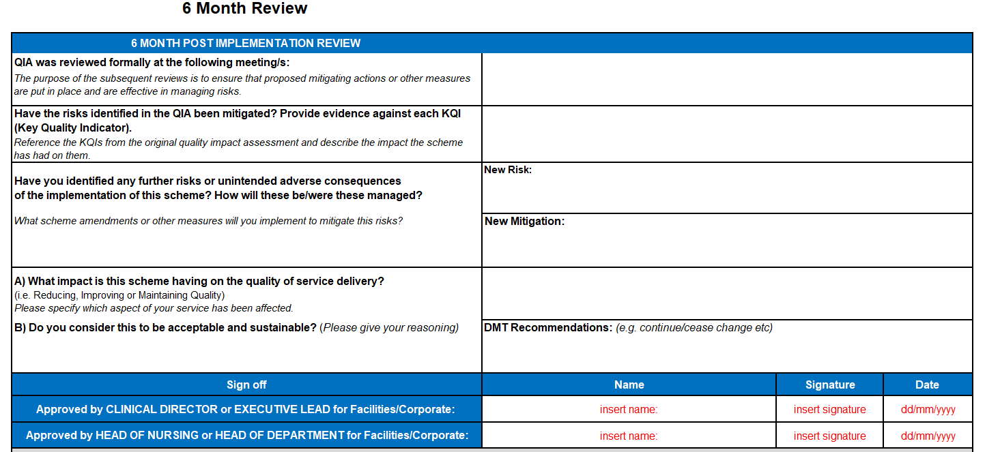 6 Month Review
6 MONTH POST IMPLEMENTATION REVIEW
QIA was reviewed formally at the following meeting/s:
The purpose of the subsequent reviews is to ensure that proposed mitigating actions or other measures
are put in place and are effective in managing risks.
Have the risks identified in the QIA been mitigated? Provide evidence against each KQI
(Key Quality Indicator).
Reference the KQIs from the original quality impact assessment and describe the impact the scheme
has had on them.
Have you identified any further risks or unintended adverse consequences
of the implementation of this scheme? How will these be/were these managed?
What scheme amendments or other measures will you implement to mitigate this risks?
New Risk:
New Mitigation:
A) What impact is this scheme having on the quality of service delivery?
(i.e. Reducing, Improving or Maintaining Quality)
Please specify which aspect of your service has been affected.
B) Do you consider this to be acceptable and sustainable? (Please give your reasoning)
DMT Recommendations: (e.g. continue/cease change etc)
Sign off Name Signature Date
Approved by CLINICAL DIRECTOR or EXECUTIVE LEAD for Facilities/Corporate: insert name: insert signature dd/mm/yyyy
Approved by HEAD OF NURSING or HEAD OF DEPARTMENT for Facilities/Corporate: insert name: insert signature dd/mm/yyyy